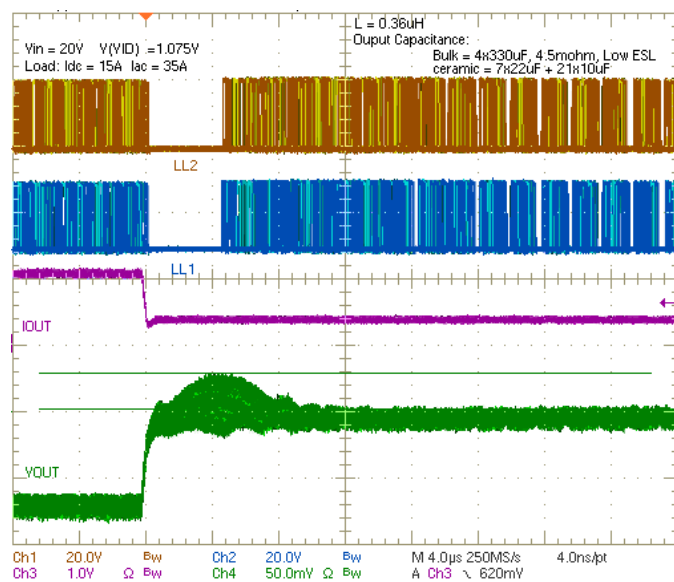 L = 0.36uH
Vin = 20V V(VID) =1.075V
Ouput Capacitance:
Load: Idc = 15A Iac = 35A
Bulk = 4x330uF, 4.5mohm, Low ESL
ceramic = 7x22uF + 21x10uF
LL2
LL1
IOUT
VOUT
Ch1 20.0V Bw Ch2 20.0V Bw M 4.0µs 250MS/s 4.0ns/pt
Ch3 1.0V Ω Bw Ch4 50.0mV Ω Bw A Ch3 ∖ 620mV